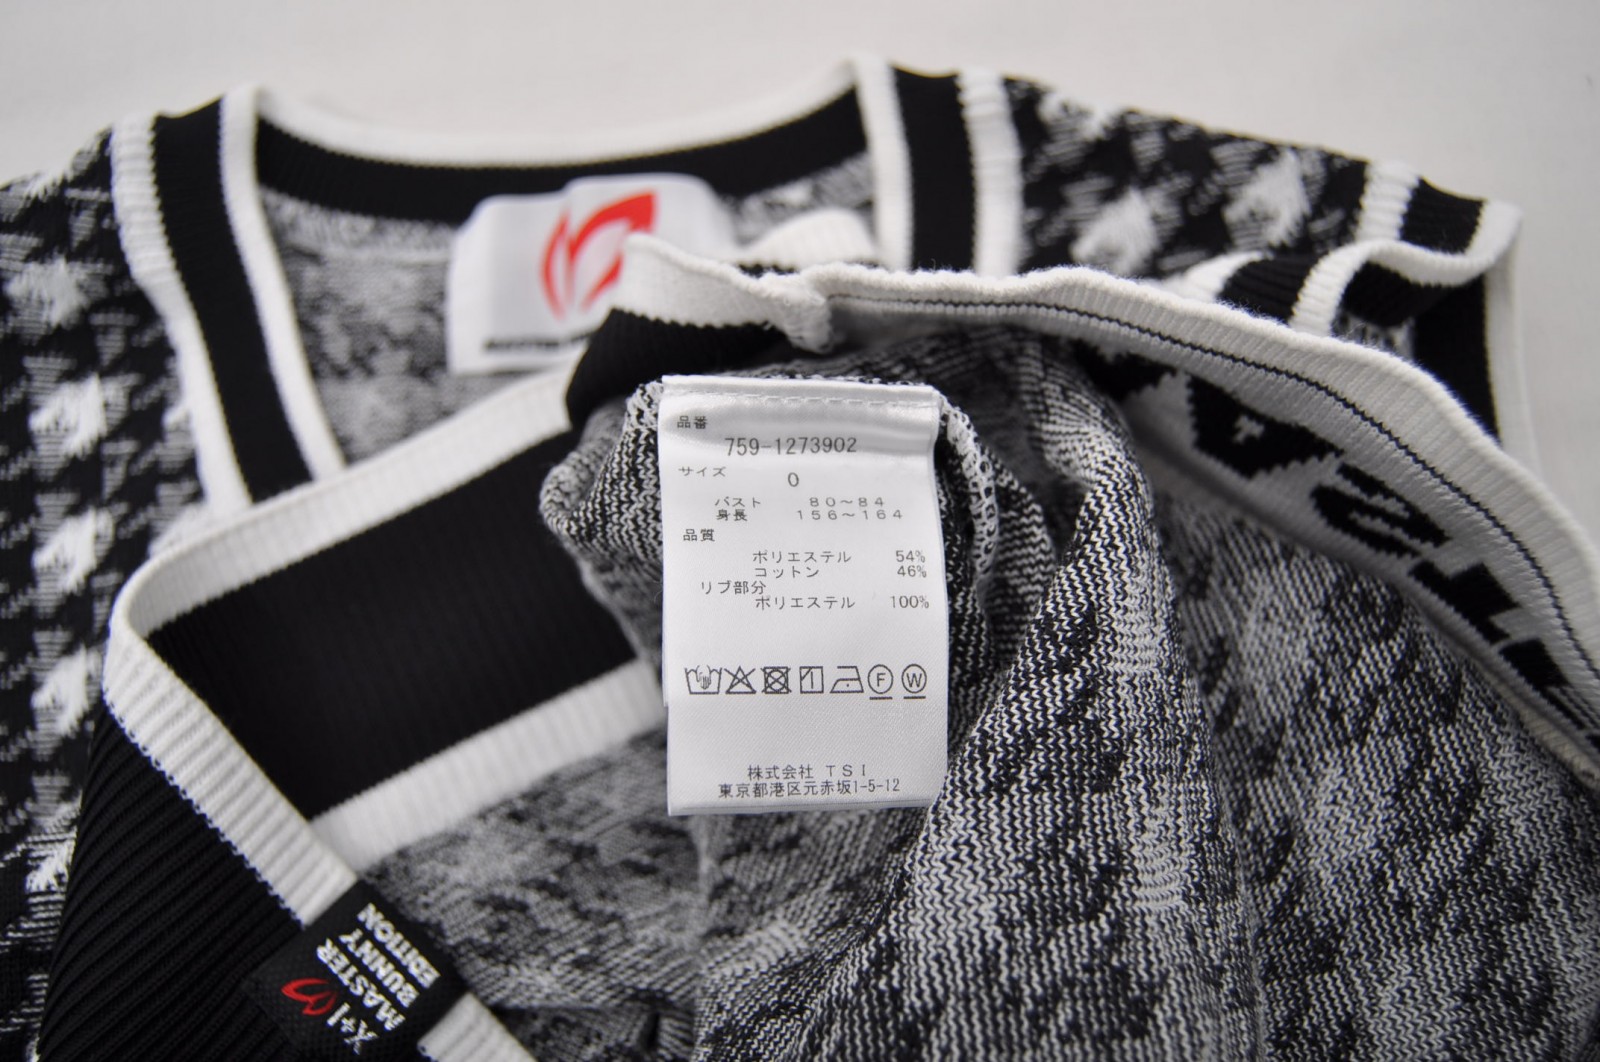 品番
759-1273902
サイズ
0
バスト 80〜84
身長 156〜164
品質
ポリエステル 54%
コットン 46%
リブ部分
ポリエステル 100%
F W
株式会社 TSI
東京都港区元赤坂1-5-12
MASTER
BUNNY
EDITION